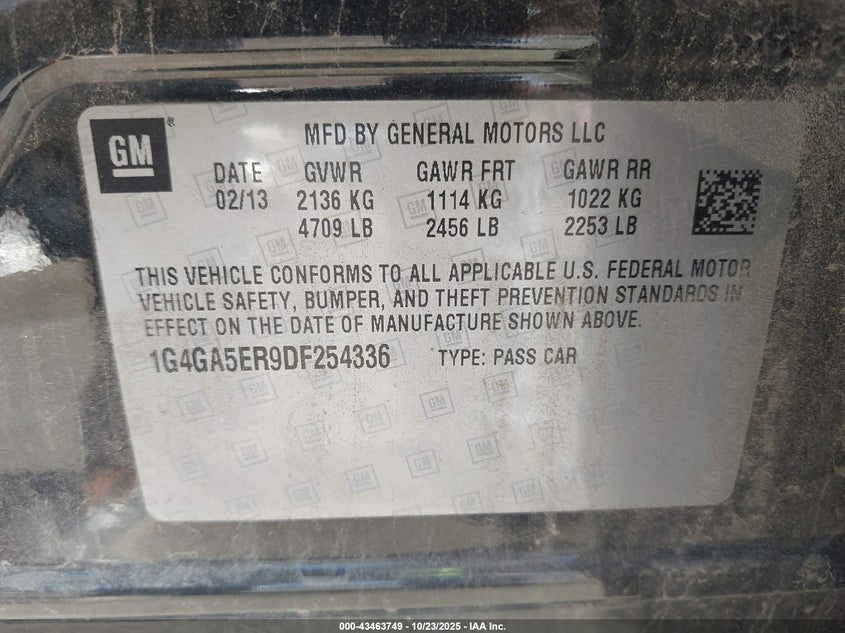 GM
MFD BY GENERAL MOTORS LLC
DATE GVWR GAWR FRT GAWR RR
02/13 2136 KG 1114 KG 1022 KG
4709 LB 2456 LB 2253 LB
THIS VEHICLE CONFORMS TO ALL APPLICABLE U.S. FEDERAL MOTOR
VEHICLE SAFETY, BUMPER, AND THEFT PREVENTION STANDARDS IN
EFFECT ON THE DATE OF MANUFACTURE SHOWN ABOVE.
1G4GA5ER9DF254336 TYPE: PASS CAR
000-43463749 - 10/23/2025 - IAA Inc.